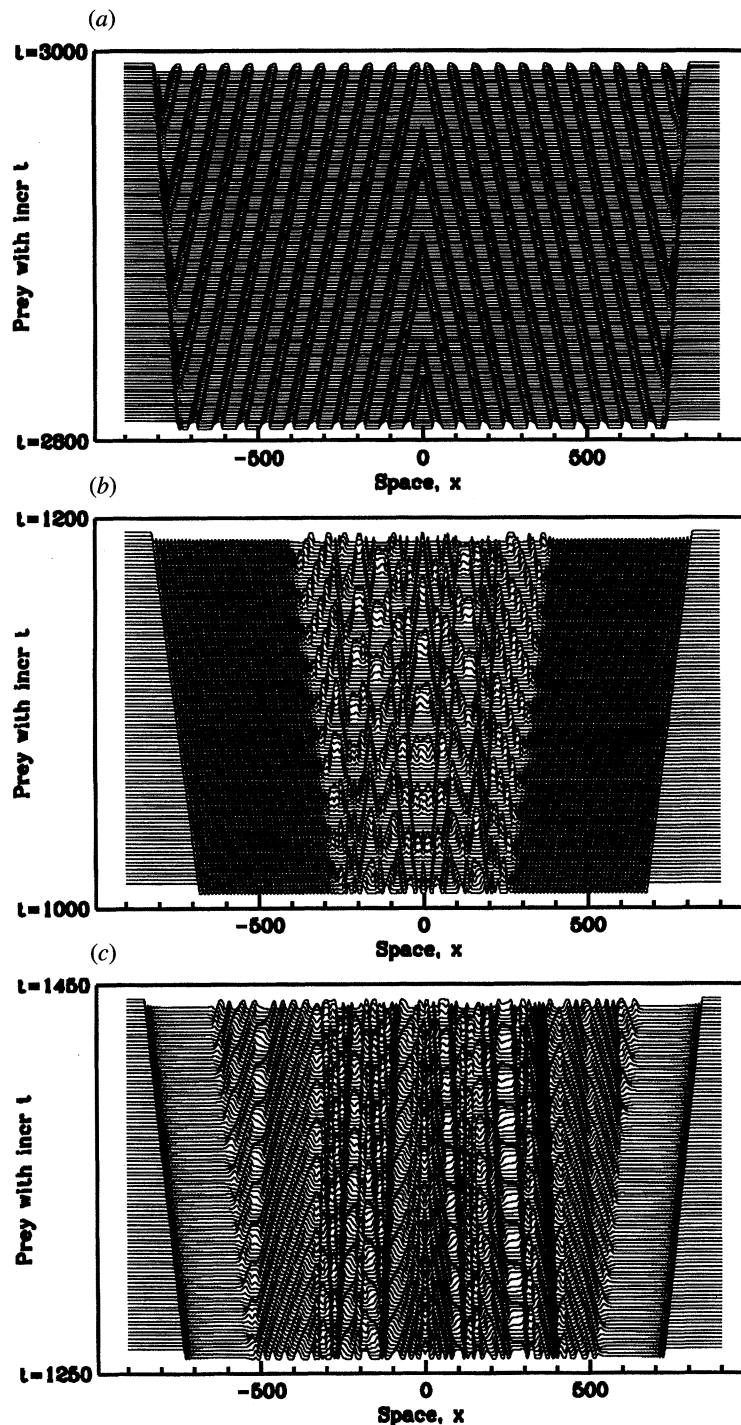 (a)
t=3000
Prey with incr t
-500 0 500
Space, x
(b)
t=1200
Prey with incr t
t=1000
-500 0 500
Space, x
(c)
t=1450
Prey with incr t
t=1250
-500 0 500
Space, x